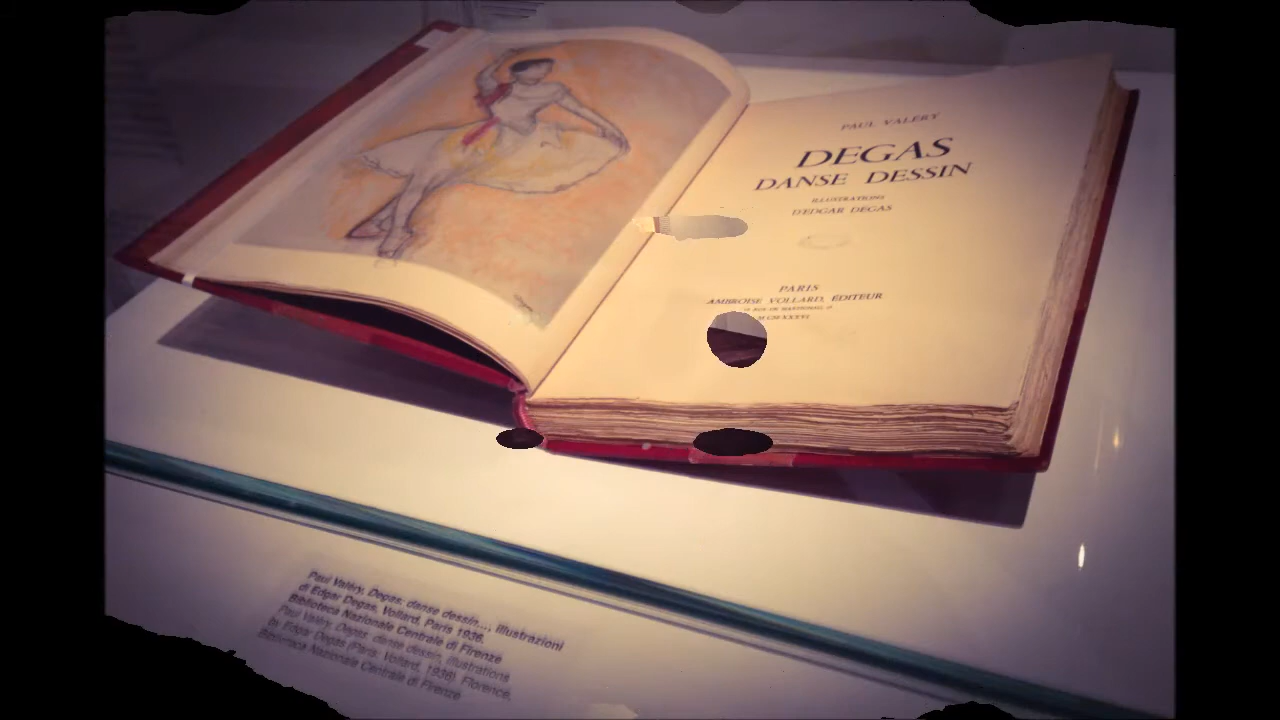 PAUL VALÉRY
DEGAS
DANSE DESSIN
ILLUSTRATIONS
D'EDGAR DEGAS
PARIS
AMBROISE VOLLARD, ÉDITEUR
MCMXXXVI
Paul Valéry, Degas, danse dessin..., illustrazioni
di Edgar Degas, Vollard, Paris 1936.
Biblioteca Nazionale Centrale di Firenze
Paul Valéry, Degas, danse dessin, illustrations
by Edgar Degas (Paris: Vollard, 1936). Florence,
Biblioteca Nazionale Centrale di Firenze